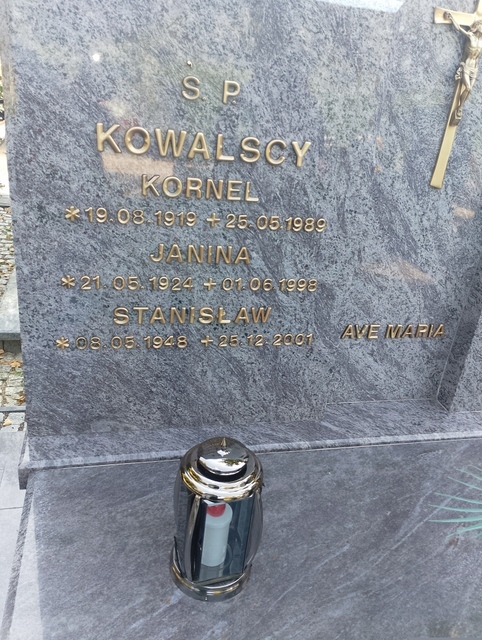 Ś P
KOWALSCY
KORNEL
*19.08.1919 +25.05.1989
JANINA
*21.05.1924 +01.06.1998
STANISŁAW
*08.05.1948 +25.12.2001
AVE MARIA